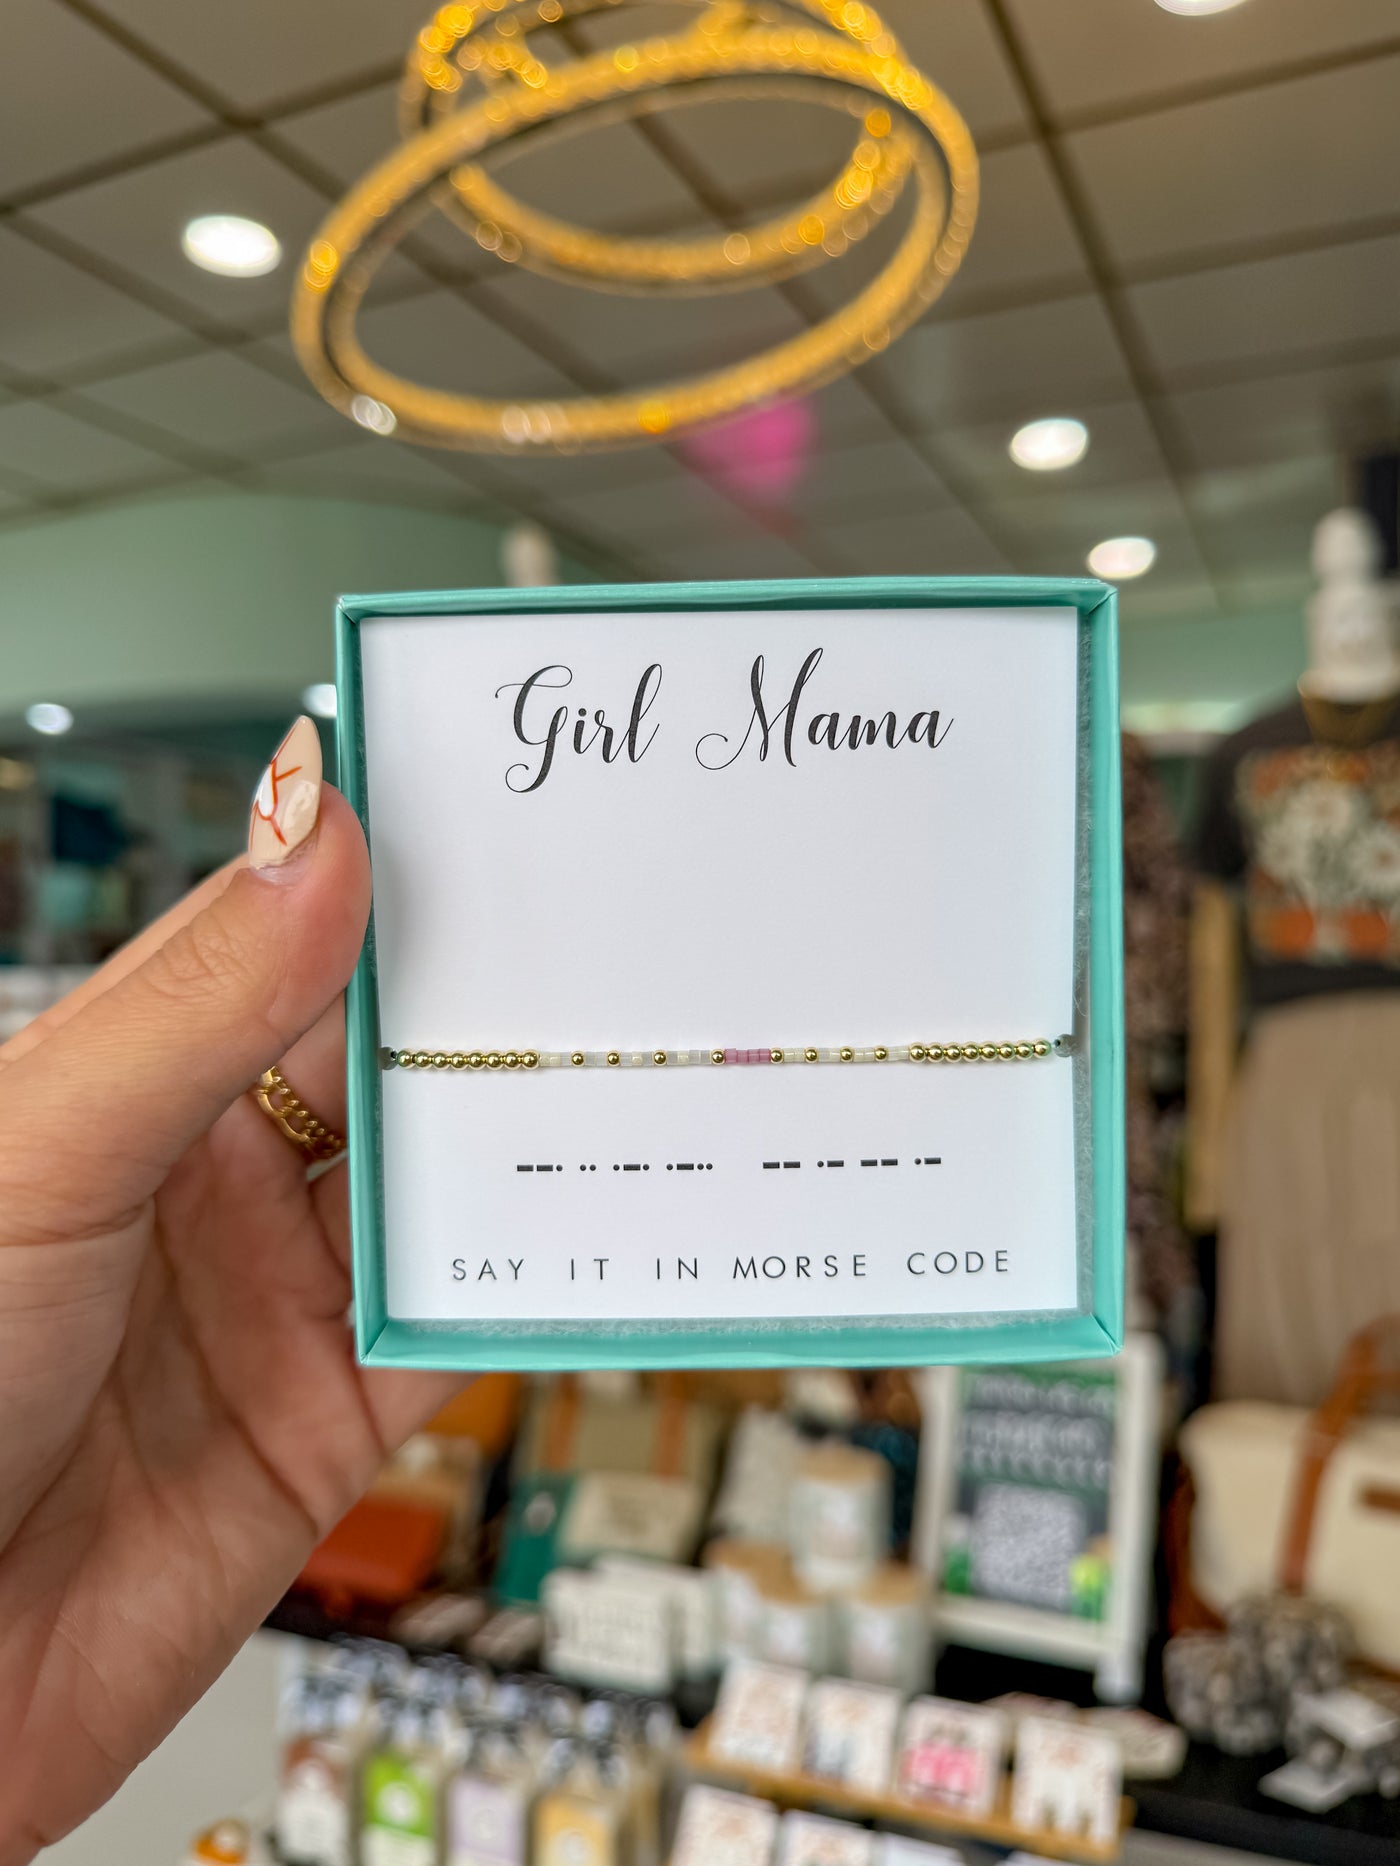 Girl Mama
▬▬• •• •▬• •▬•• ▬▬ •▬ ▬▬ •▬
SAY IT IN MORSE CODE